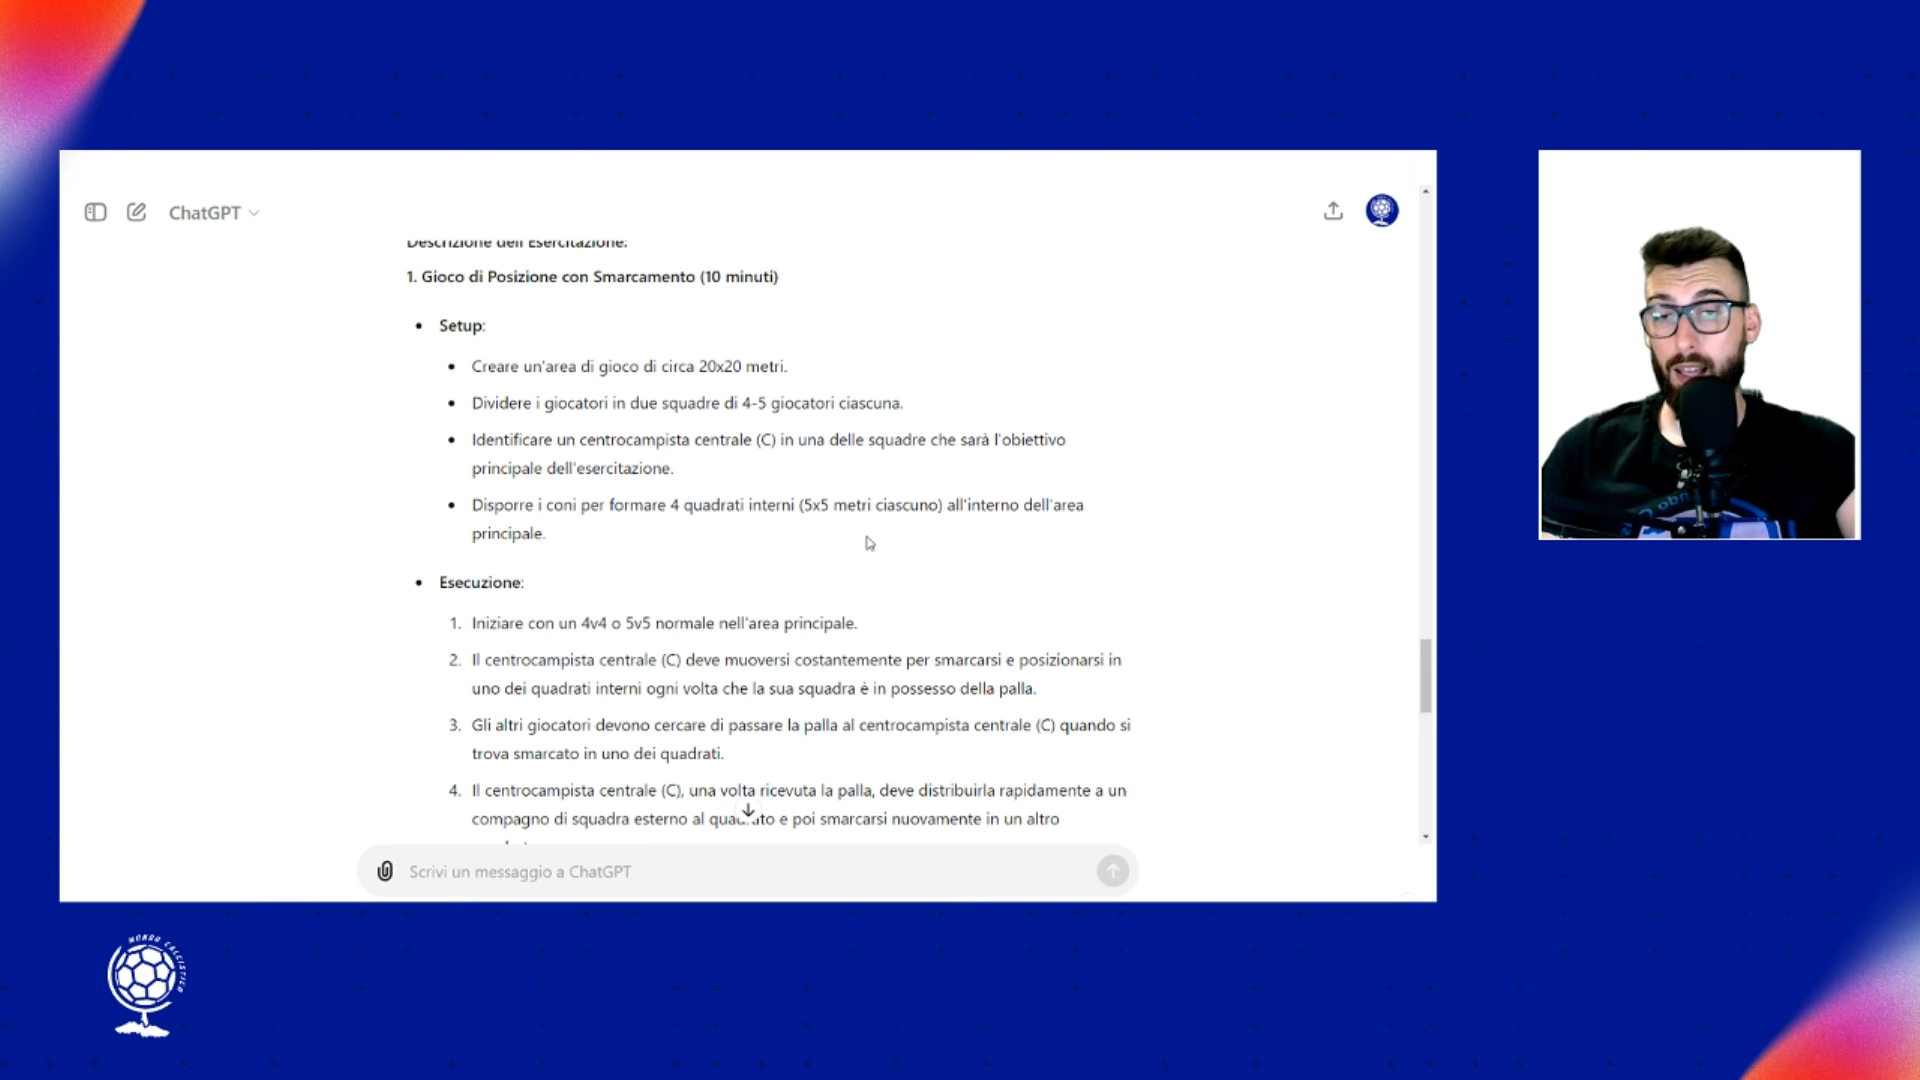 ChatGPT
Descrizione dell'Esercitazione:
1. Gioco di Posizione con Smarcamento (10 minuti)
Setup:
Creare un'area di gioco di circa 20x20 metri.
Dividere i giocatori in due squadre di 4-5 giocatori ciascuna.
Identificare un centrocampista centrale (C) in una delle squadre che sarà l'obiettivo
principale dell'esercitazione.
Disporre i coni per formare 4 quadrati interni (5x5 metri ciascuno) all'interno dell'area
principale.
Esecuzione:
1. Iniziare con un 4v4 o 5v5 normale nell'area principale.
2. Il centrocampista centrale (C) deve muoversi costantemente per smarcarsi e posizionarsi in
uno dei quadrati interni ogni volta che la sua squadra è in possesso della palla.
3. Gli altri giocatori devono cercare di passare la palla al centrocampista centrale (C) quando si
trova smarcato in uno dei quadrati.
4. Il centrocampista centrale (C), una volta ricevuta la palla, deve distribuirla rapidamente a un
compagno di squadra esterno al quadrato e poi smarcarsi nuovamente in un altro
Scrivi un messaggio a ChatGPT
MONDO CALCISTICO